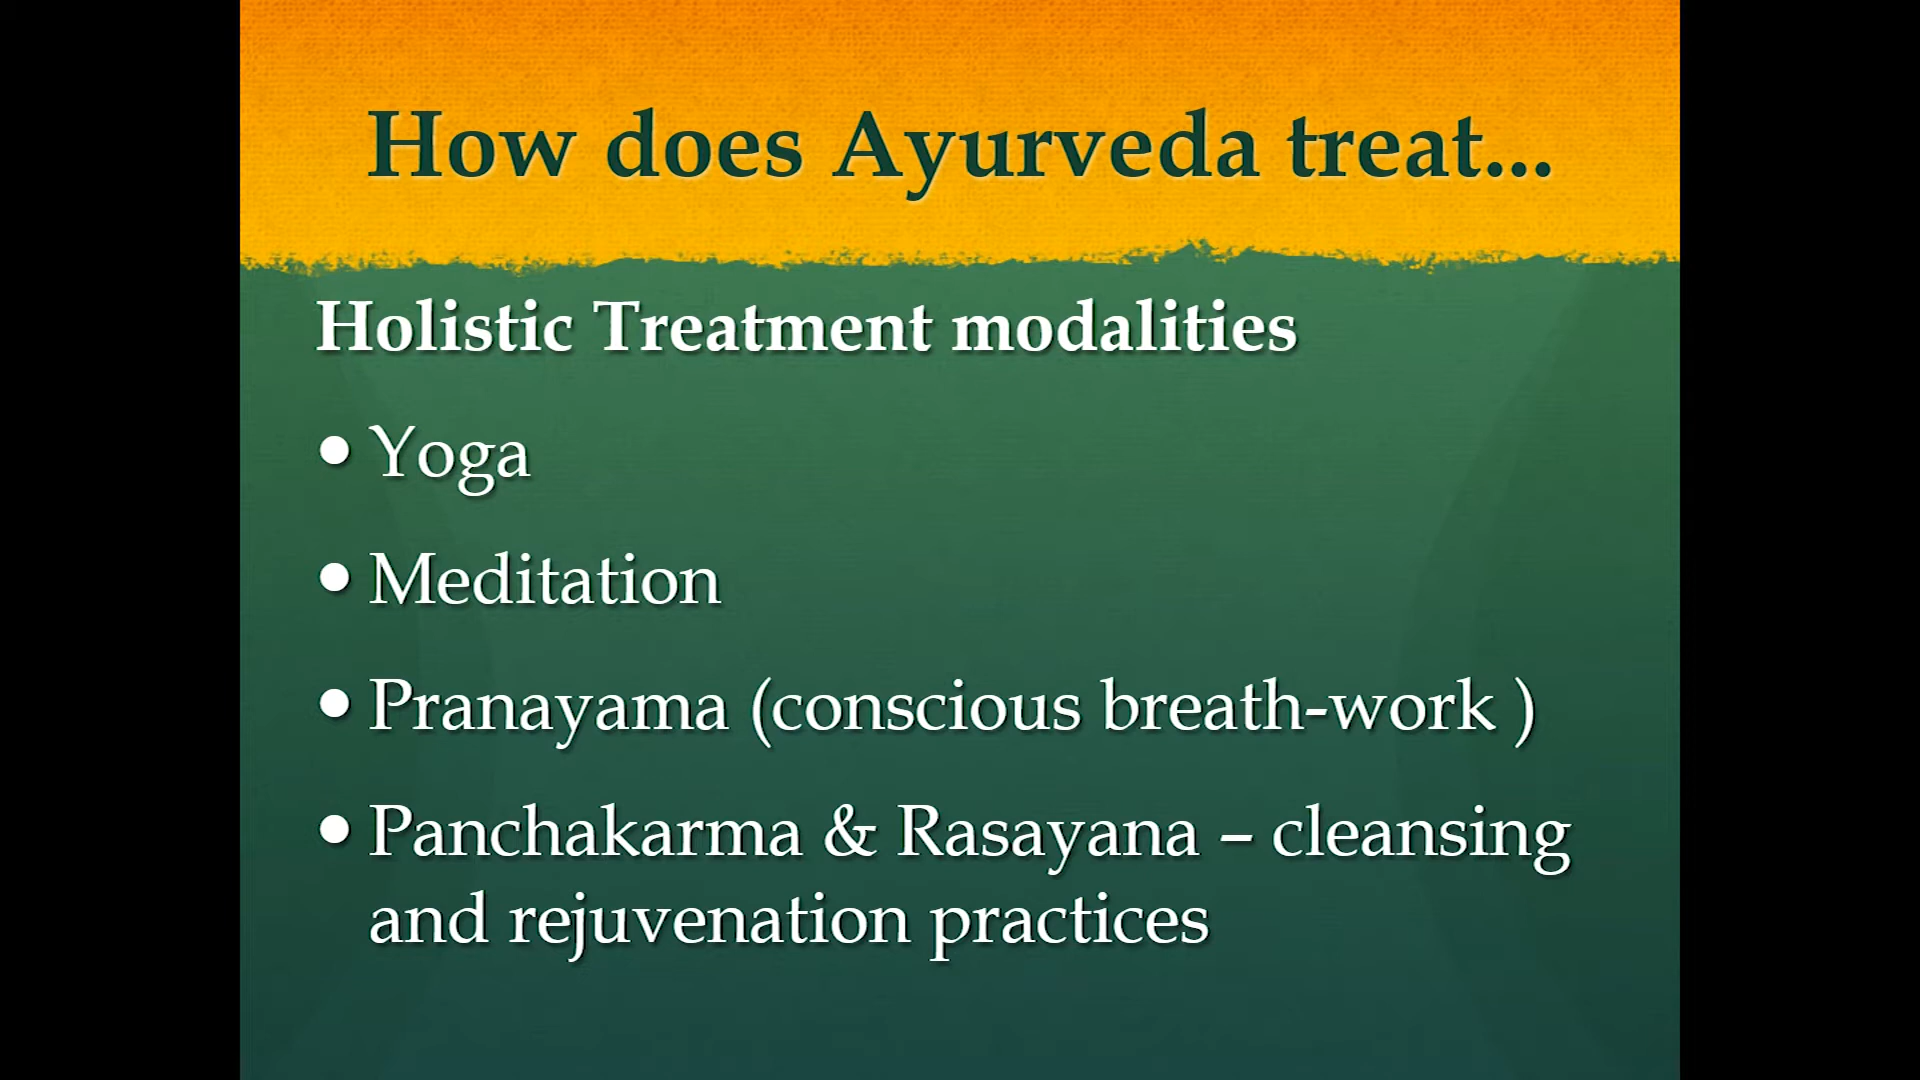 How does Ayurveda treat...
Holistic Treatment modalities
• Yoga
• Meditation
• Pranayama (conscious breath-work )
• Panchakarma & Rasayana – cleansing
and rejuvenation practices